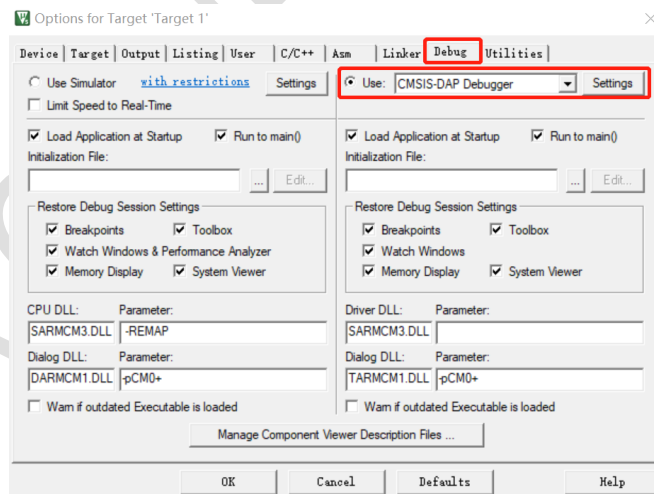 Options for Target 'Target 1'
Device Target Output Listing User C/C++ Asm Linker Debug Utilities
Use Simulator with restrictions Settings
Use: CMSIS-DAP Debugger Settings
Limit Speed to Real-Time
Load Application at Startup Run to main()
Load Application at Startup Run to main()
Initialization File:
Initialization File:
... Edit...
... Edit...
Restore Debug Session Settings
Restore Debug Session Settings
Breakpoints Toolbox
Breakpoints Toolbox
Watch Windows & Performance Analyzer
Watch Windows
Memory Display System Viewer
Memory Display System Viewer
CPU DLL: Parameter:
Driver DLL: Parameter:
SARMCM3.DLL -REMAP
SARMCM3.DLL
Dialog DLL: Parameter:
Dialog DLL: Parameter:
DARMCM1.DLL -pCM0+
TARMCM1.DLL -pCM0+
Warn if outdated Executable is loaded
Warn if outdated Executable is loaded
Manage Component Viewer Description Files ...
OK Cancel Defaults Help